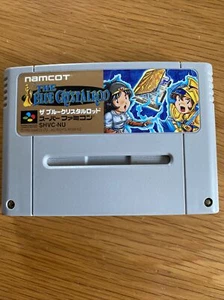 namcot
THE BLUE CRYSTALROD
ザ ブルークリスタルロッド
スーパーファミコン
SHVC-NU